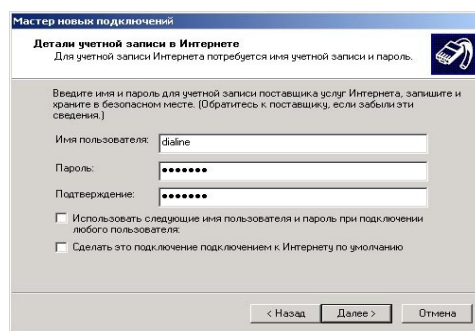 Мастер новых подключений
Детали учетной записи в Интернете
Для учетной записи Интернета потребуется имя учетной записи и пароль.
Введите имя и пароль для учетной записи поставщика услуг Интернета, запишите и
храните в безопасном месте. (Обратитесь к поставщику, если забыли эти
сведения.)
Имя пользователя: dialine
Пароль: •••••••
Подтверждение: •••••••
Использовать следующие имя пользователя и пароль при подключении
любого пользователя:
Сделать это подключение подключением к Интернету по умолчанию
< Назад Далее > Отмена